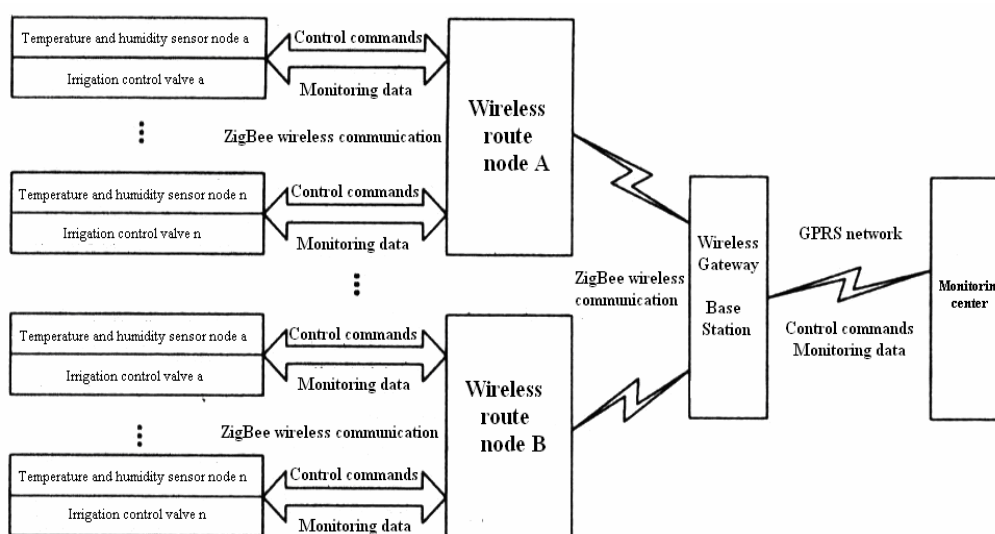 Temperature and humidity sensor node a
Irrigation control valve a
Control commands
Monitoring data
ZigBee wireless communication
Temperature and humidity sensor node n
Irrigation control valve n
Control commands
Monitoring data
Wireless
route
node A
Temperature and humidity sensor node a
Irrigation control valve a
Control commands
Monitoring data
ZigBee wireless communication
Temperature and humidity sensor node n
Irrigation control valve n
Control commands
Monitoring data
Wireless
route
node B
ZigBee wireless
communication
Wireless
Gateway
Base
Station
GPRS network
Control commands
Monitoring data
Monitoring
center